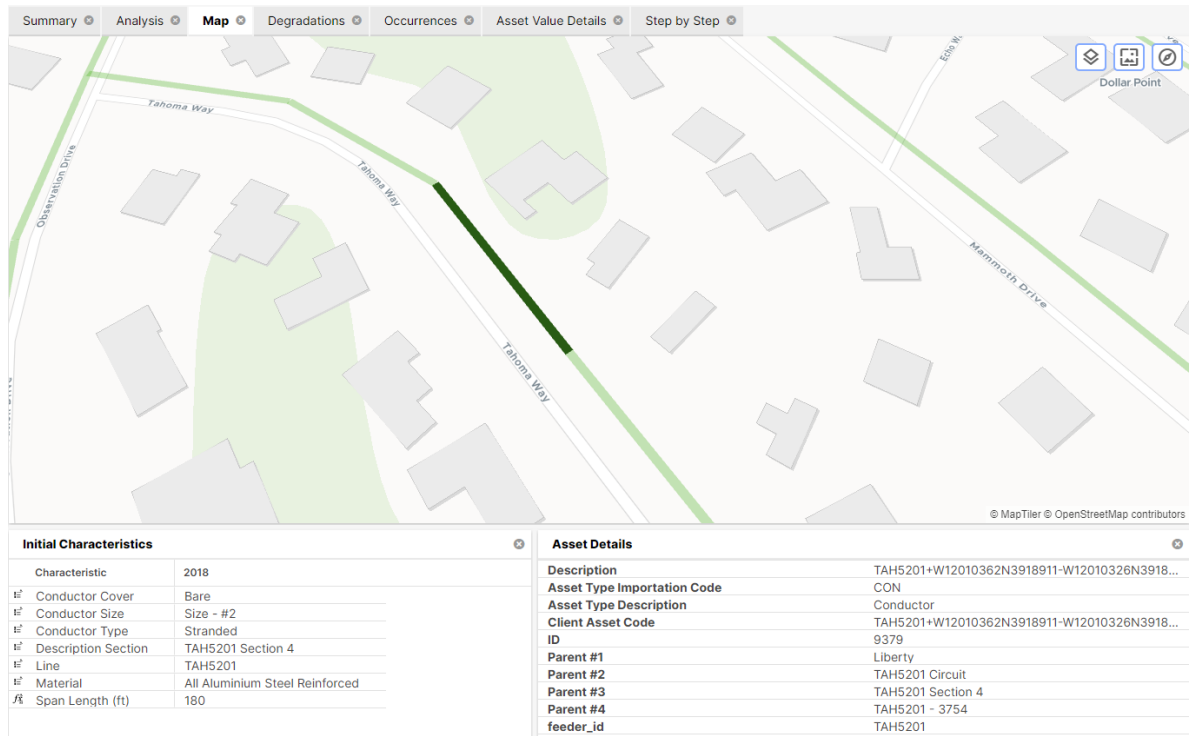 Summary Analysis Map Degradations Occurrences Asset Value Details Step by Step
Dollar Point
Tahoma Way
Observation Drive
Tahoma Way
Mammoth Drive
Tahoma Way
© MapTiler © OpenStreetMap contributors
Initial Characteristics
Characteristic 2018
Conductor Cover Bare
Conductor Size Size - #2
Conductor Type Stranded
Description Section TAH5201 Section 4
Line TAH5201
Material All Aluminium Steel Reinforced
Span Length (ft) 180
Asset Details
Description TAH5201+W12010362N3918911-W12010326N3918...
Asset Type Importation Code CON
Asset Type Description Conductor
Client Asset Code TAH5201+W12010362N3918911-W12010326N3918...
ID 9379
Parent #1 Liberty
Parent #2 TAH5201 Circuit
Parent #3 TAH5201 Section 4
Parent #4 TAH5201 - 3754
feeder_id TAH5201